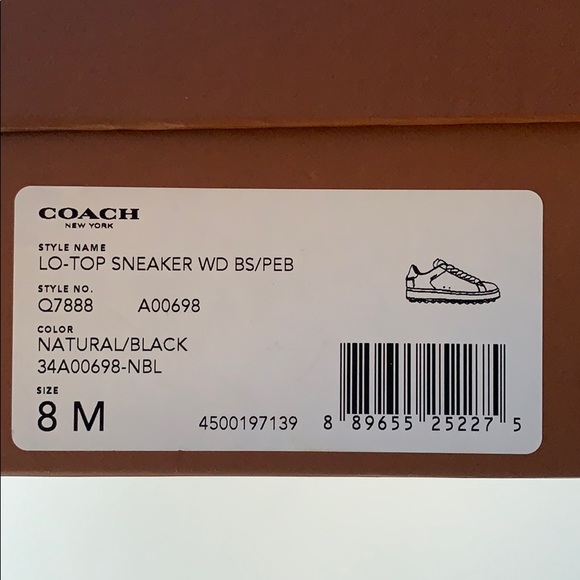 COACH
NEW YORK
STYLE NAME
LO-TOP SNEAKER WD BS/PEB
STYLE NO.
Q7888 A00698
COLOR
NATURAL/BLACK
34A00698-NBL
SIZE
8 M 4500197139 8 89655 25227 5